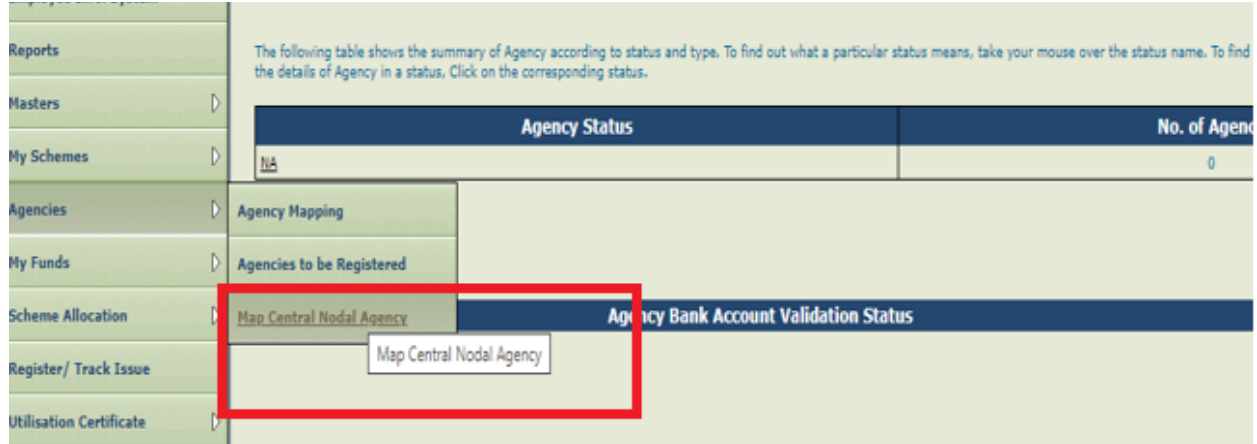 Reports
The following table shows the summary of Agency according to status and type. To find out what a particular status means, take your mouse over the status name. To find
the details of Agency in a status, Click on the corresponding status.
Masters
Agency Status
No. of Agenc
My Schemes
NA
0
Agencies
Agency Mapping
My Funds
Agencies to be Registered
Scheme Allocation
Map Central Nodal Agency
Agency Bank Account Validation Status
Map Central Nodal Agency
Register/ Track Issue
Utilisation Certificate